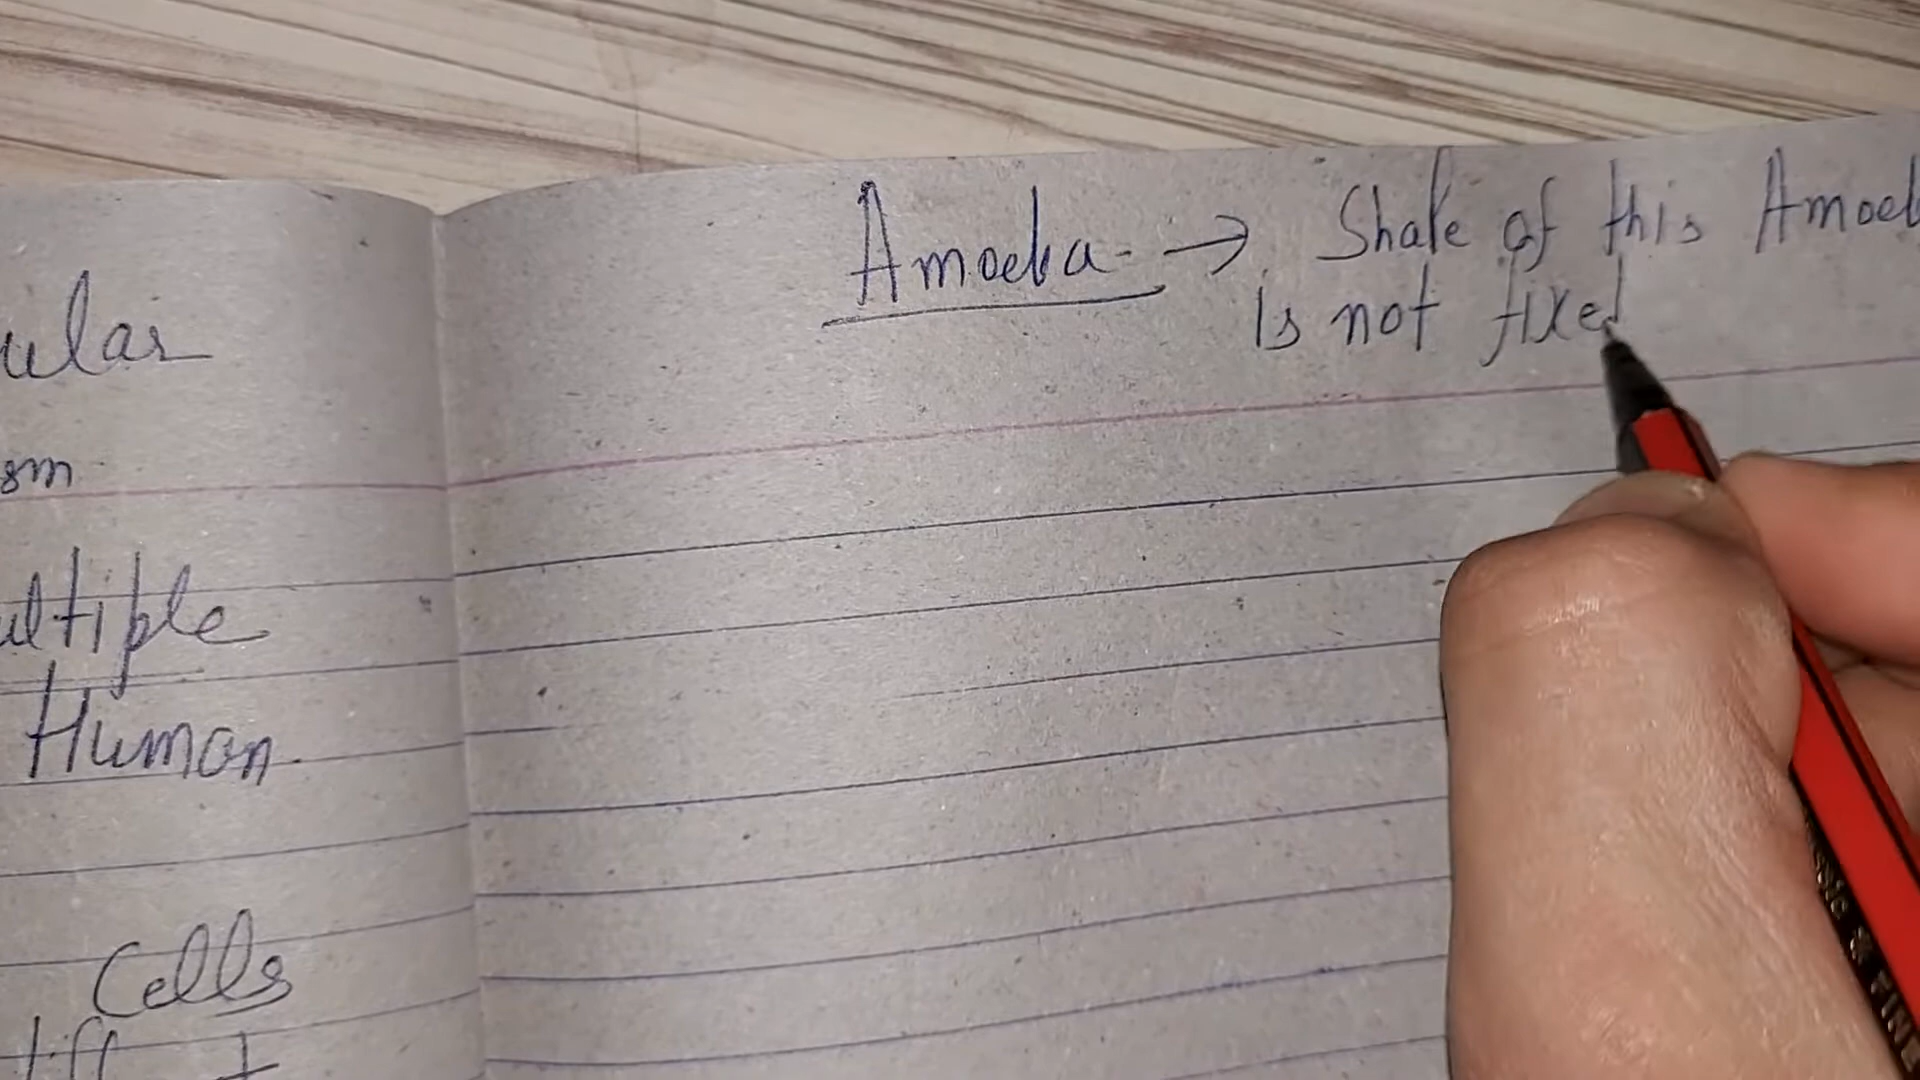 ular
sm
ultiple
Human.
Cells
Amoeba → Shape of this Amoeb
is not fixed